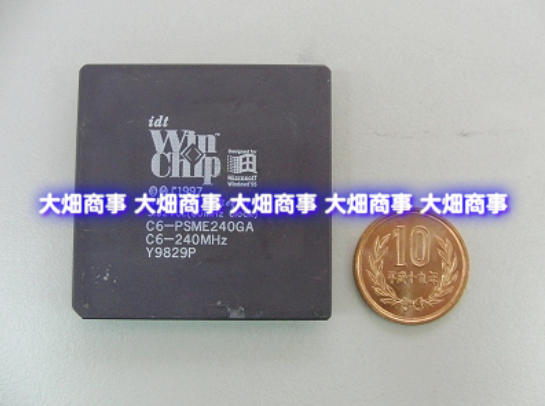 idt
Win™
Chip
Designed for
Microsoft
Windows 95
1997
大畑商事 大畑商事 大畑商事 大畑商事 大畑商事
C6-PSME240GA
C6-240MHz
Y9829P
10
平成十九年